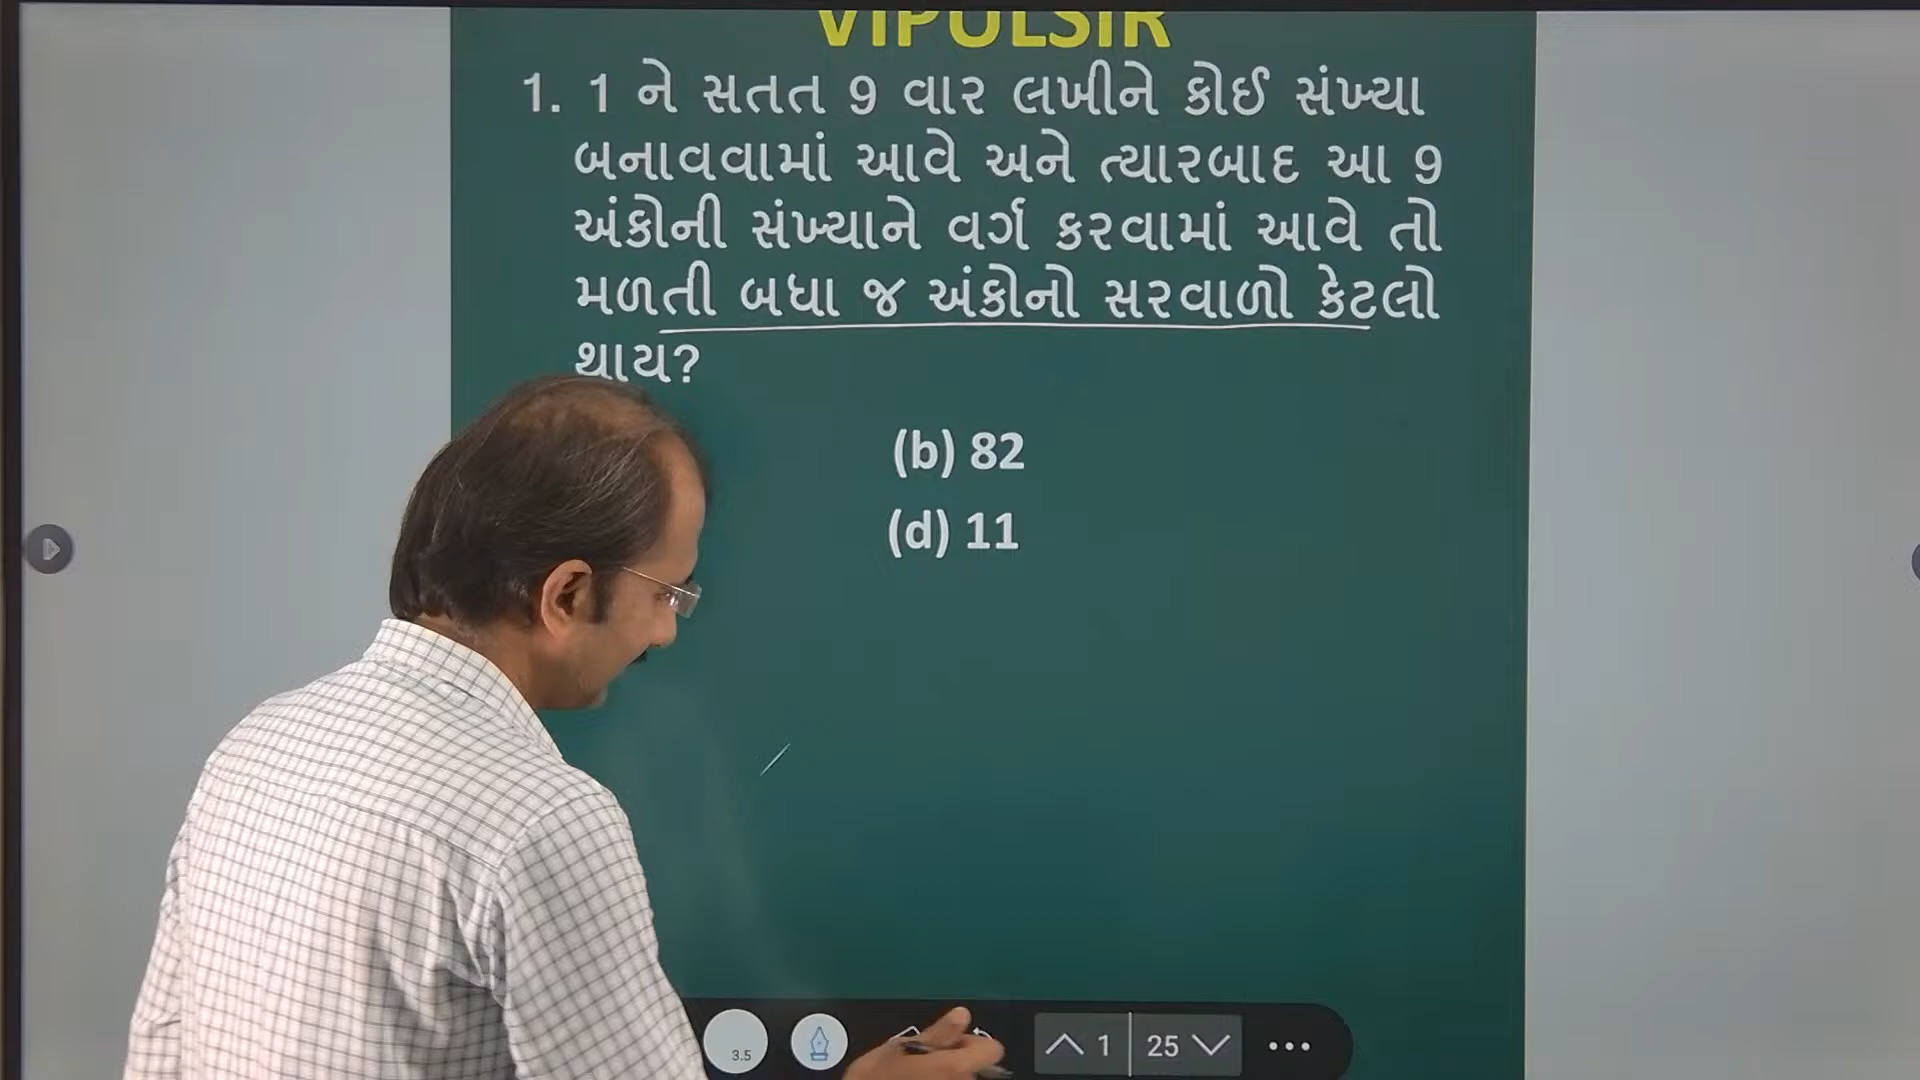 VIPULSIR
1. 1 ને સતત 9 વાર લખીને કોઈ સંખ્યા
બનાવવામાં આવે અને ત્યારબાદ આ 9
અંકોની સંખ્યાને વર્ગ કરવામાં આવે તો
મળતી બધા જ અંકોનો સરવાળો કેટલો
થાય?
(b) 82
(d) 11
3.5
1 25